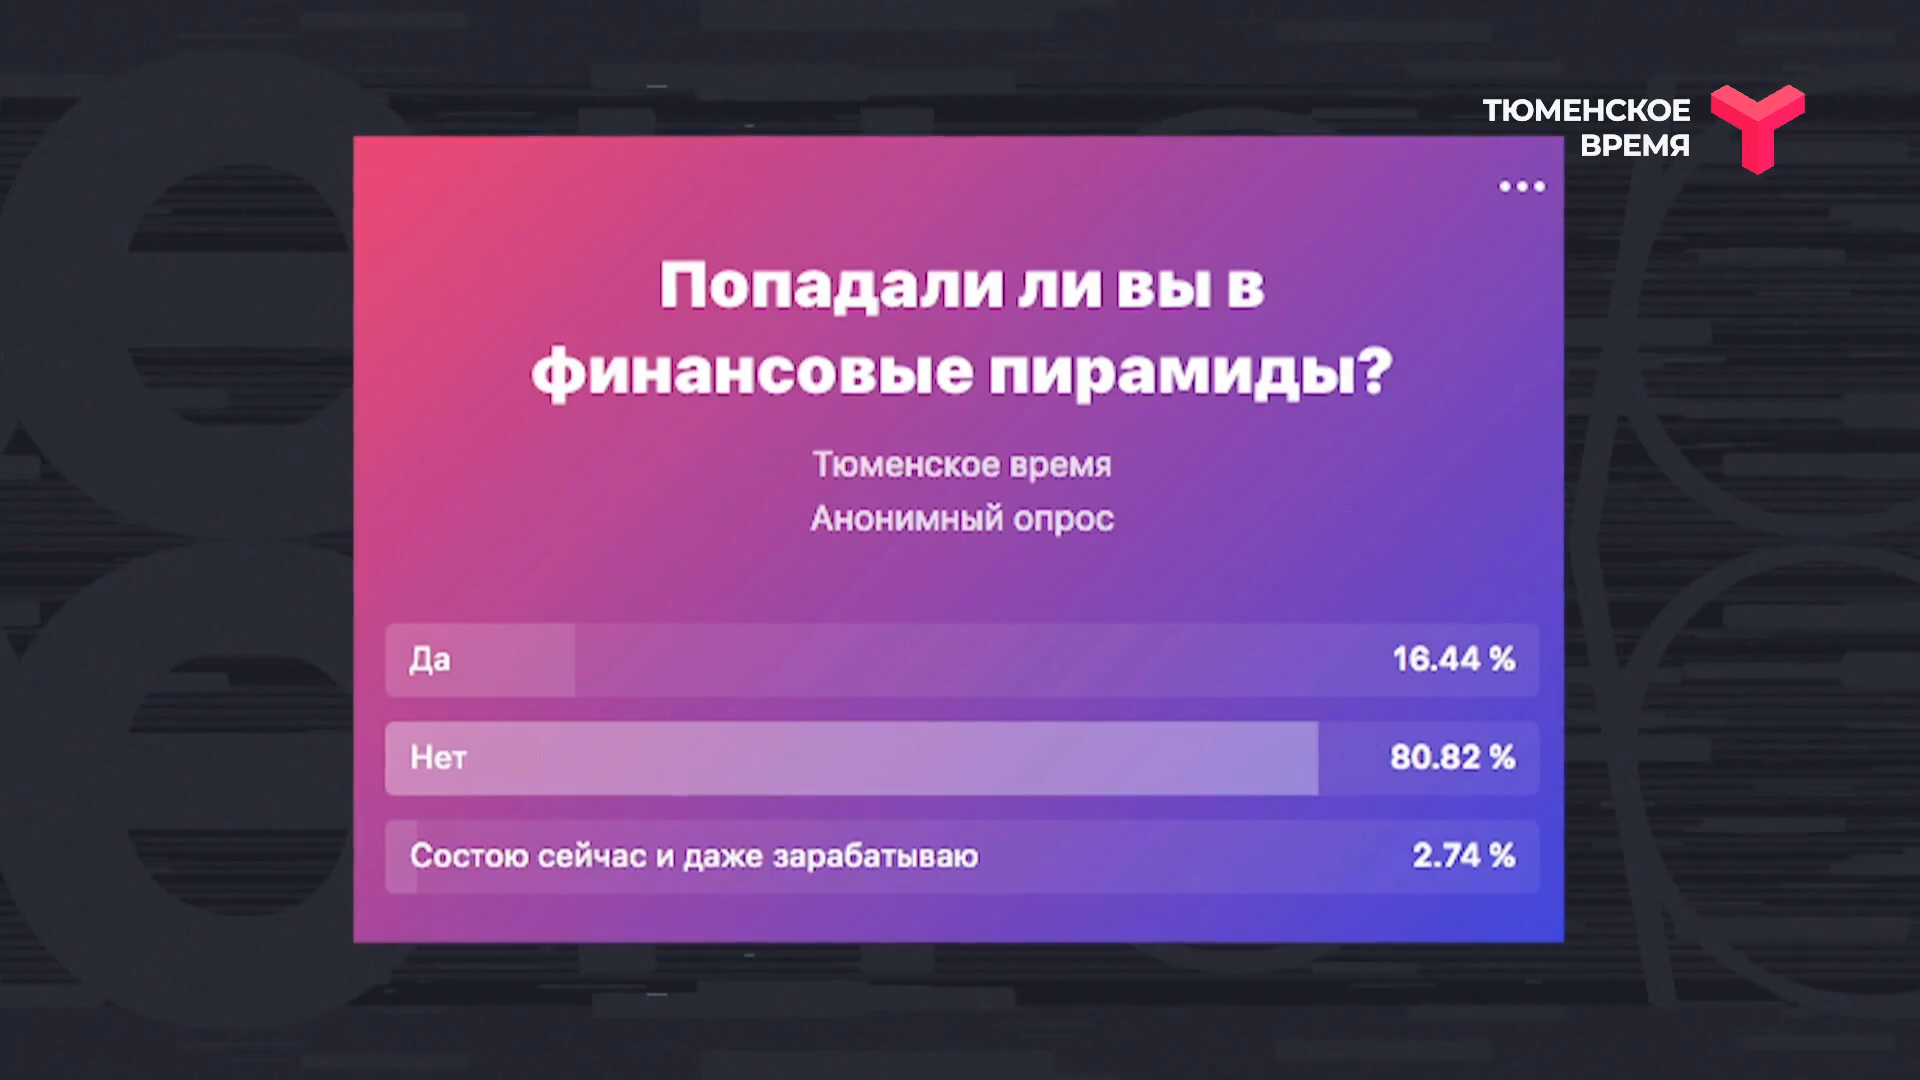 ТЮМЕНСКОЕ
ВРЕМЯ
Попадали ли вы в
финансовые пирамиды?
Тюменское время
Анонимный опрос
Да 16.44 %
Нет 80.82 %
Состою сейчас и даже зарабатываю 2.74 %